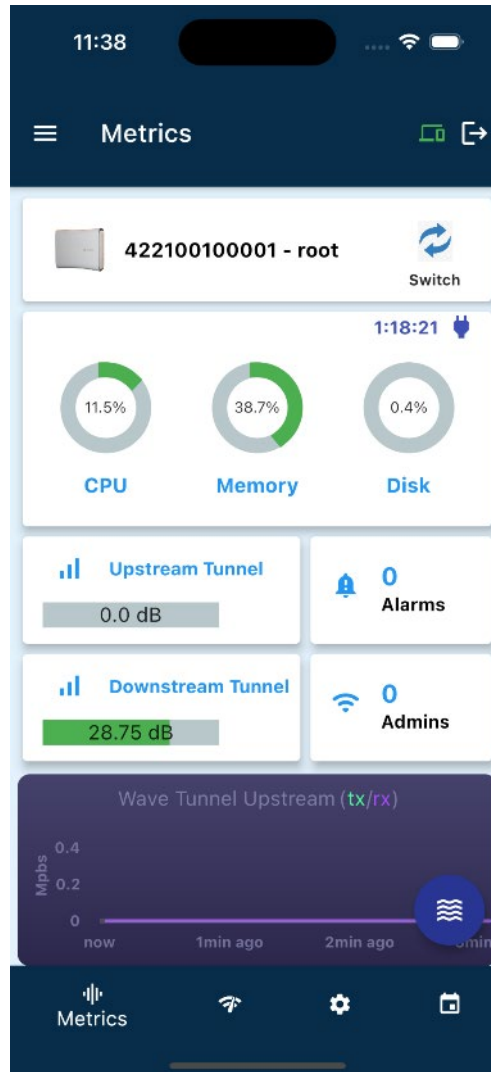 11:38
Metrics
422100100001 - root
Switch
1:18:21
11.5%
38.7%
0.4%
CPU
Memory
Disk
Upstream Tunnel
0.0 dB
0
Alarms
Downstream Tunnel
28.75 dB
0
Admins
Wave Tunnel Upstream (tx/rx)
Mpbs
0.4
0.2
0
now
1min ago
2min ago
Metrics